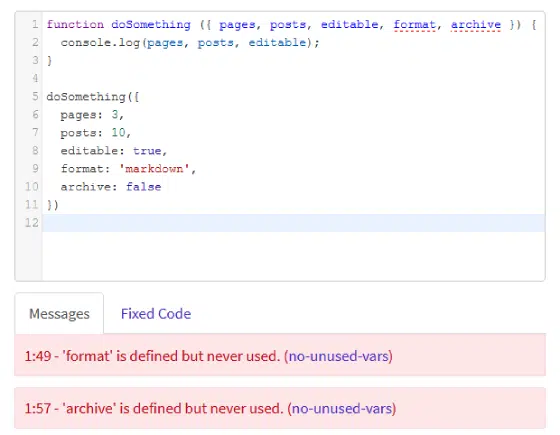 1 function doSomething ({ pages, posts, editable, format, archive }) {
2   console.log(pages, posts, editable);
3 }
4
5 doSomething({
6   pages: 3,
7   posts: 10,
8   editable: true,
9   format: 'markdown',
10   archive: false
11 })
12
Messages Fixed Code
1:49 - 'format' is defined but never used. (no-unused-vars)
1:57 - 'archive' is defined but never used. (no-unused-vars)